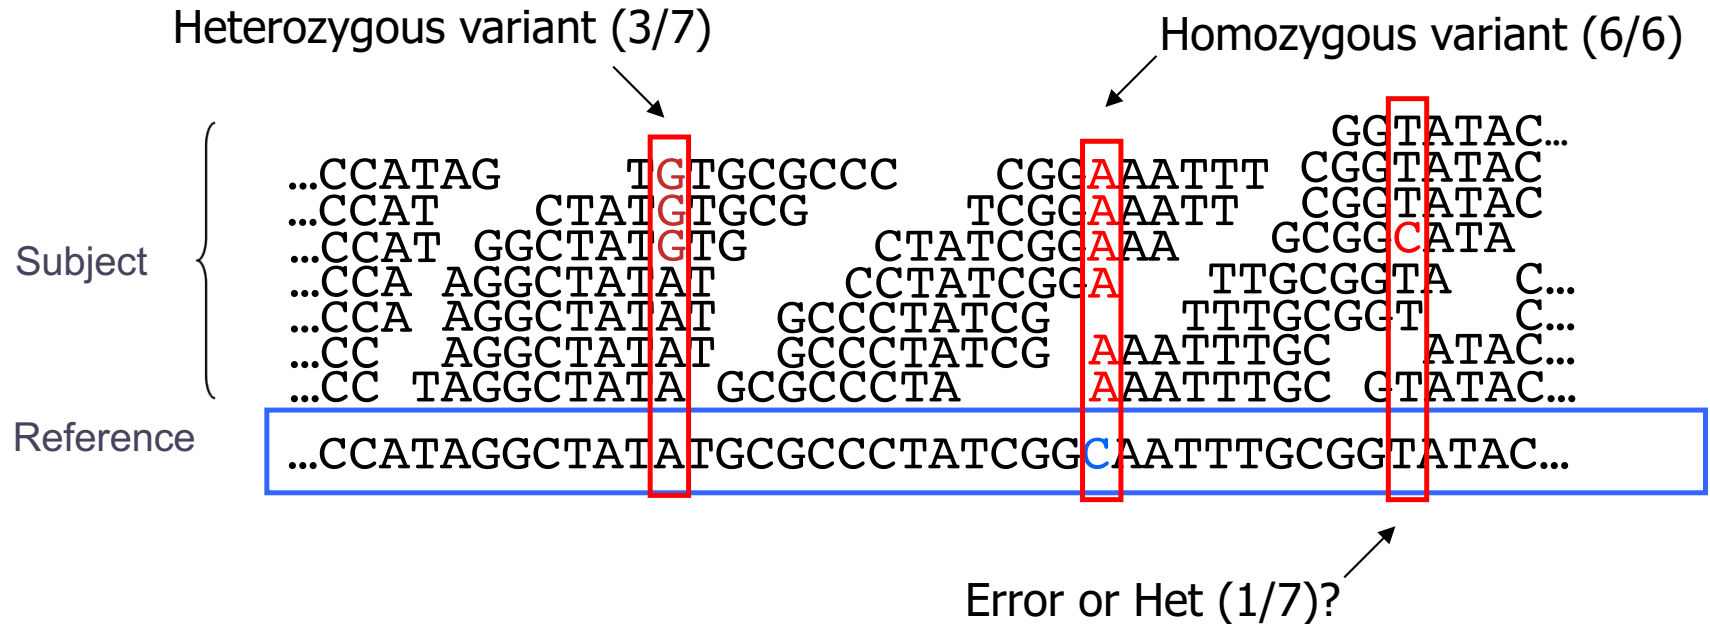 Heterozygous variant (3/7) Homozygous variant (6/6)
GGTATAC...
...CCATAG TGTGCGCCC CGGAAATTT CGGTATAC
...CCAT CTATGTGCG TCGGAAATT CGGTATAC
...CCAT GGCTATGTG CTATCGGAAA GCGGCATA
Subject
...CCA AGGCTATAT CCTATCGGA TTGCGGTA C...
...CCA AGGCTATAT GCCCTATCG TTTGCGGT C...
...CC AGGCTATAT GCCCTATCG AAATTTGC ATAC...
...CC TAGGCTATA GCGCCCTA AAATTTGC GTATAC...
Reference
...CCATAGGCTATATGCGCCCTATCGGCAATTTGCGGTATAC...
Error or Het (1/7)?